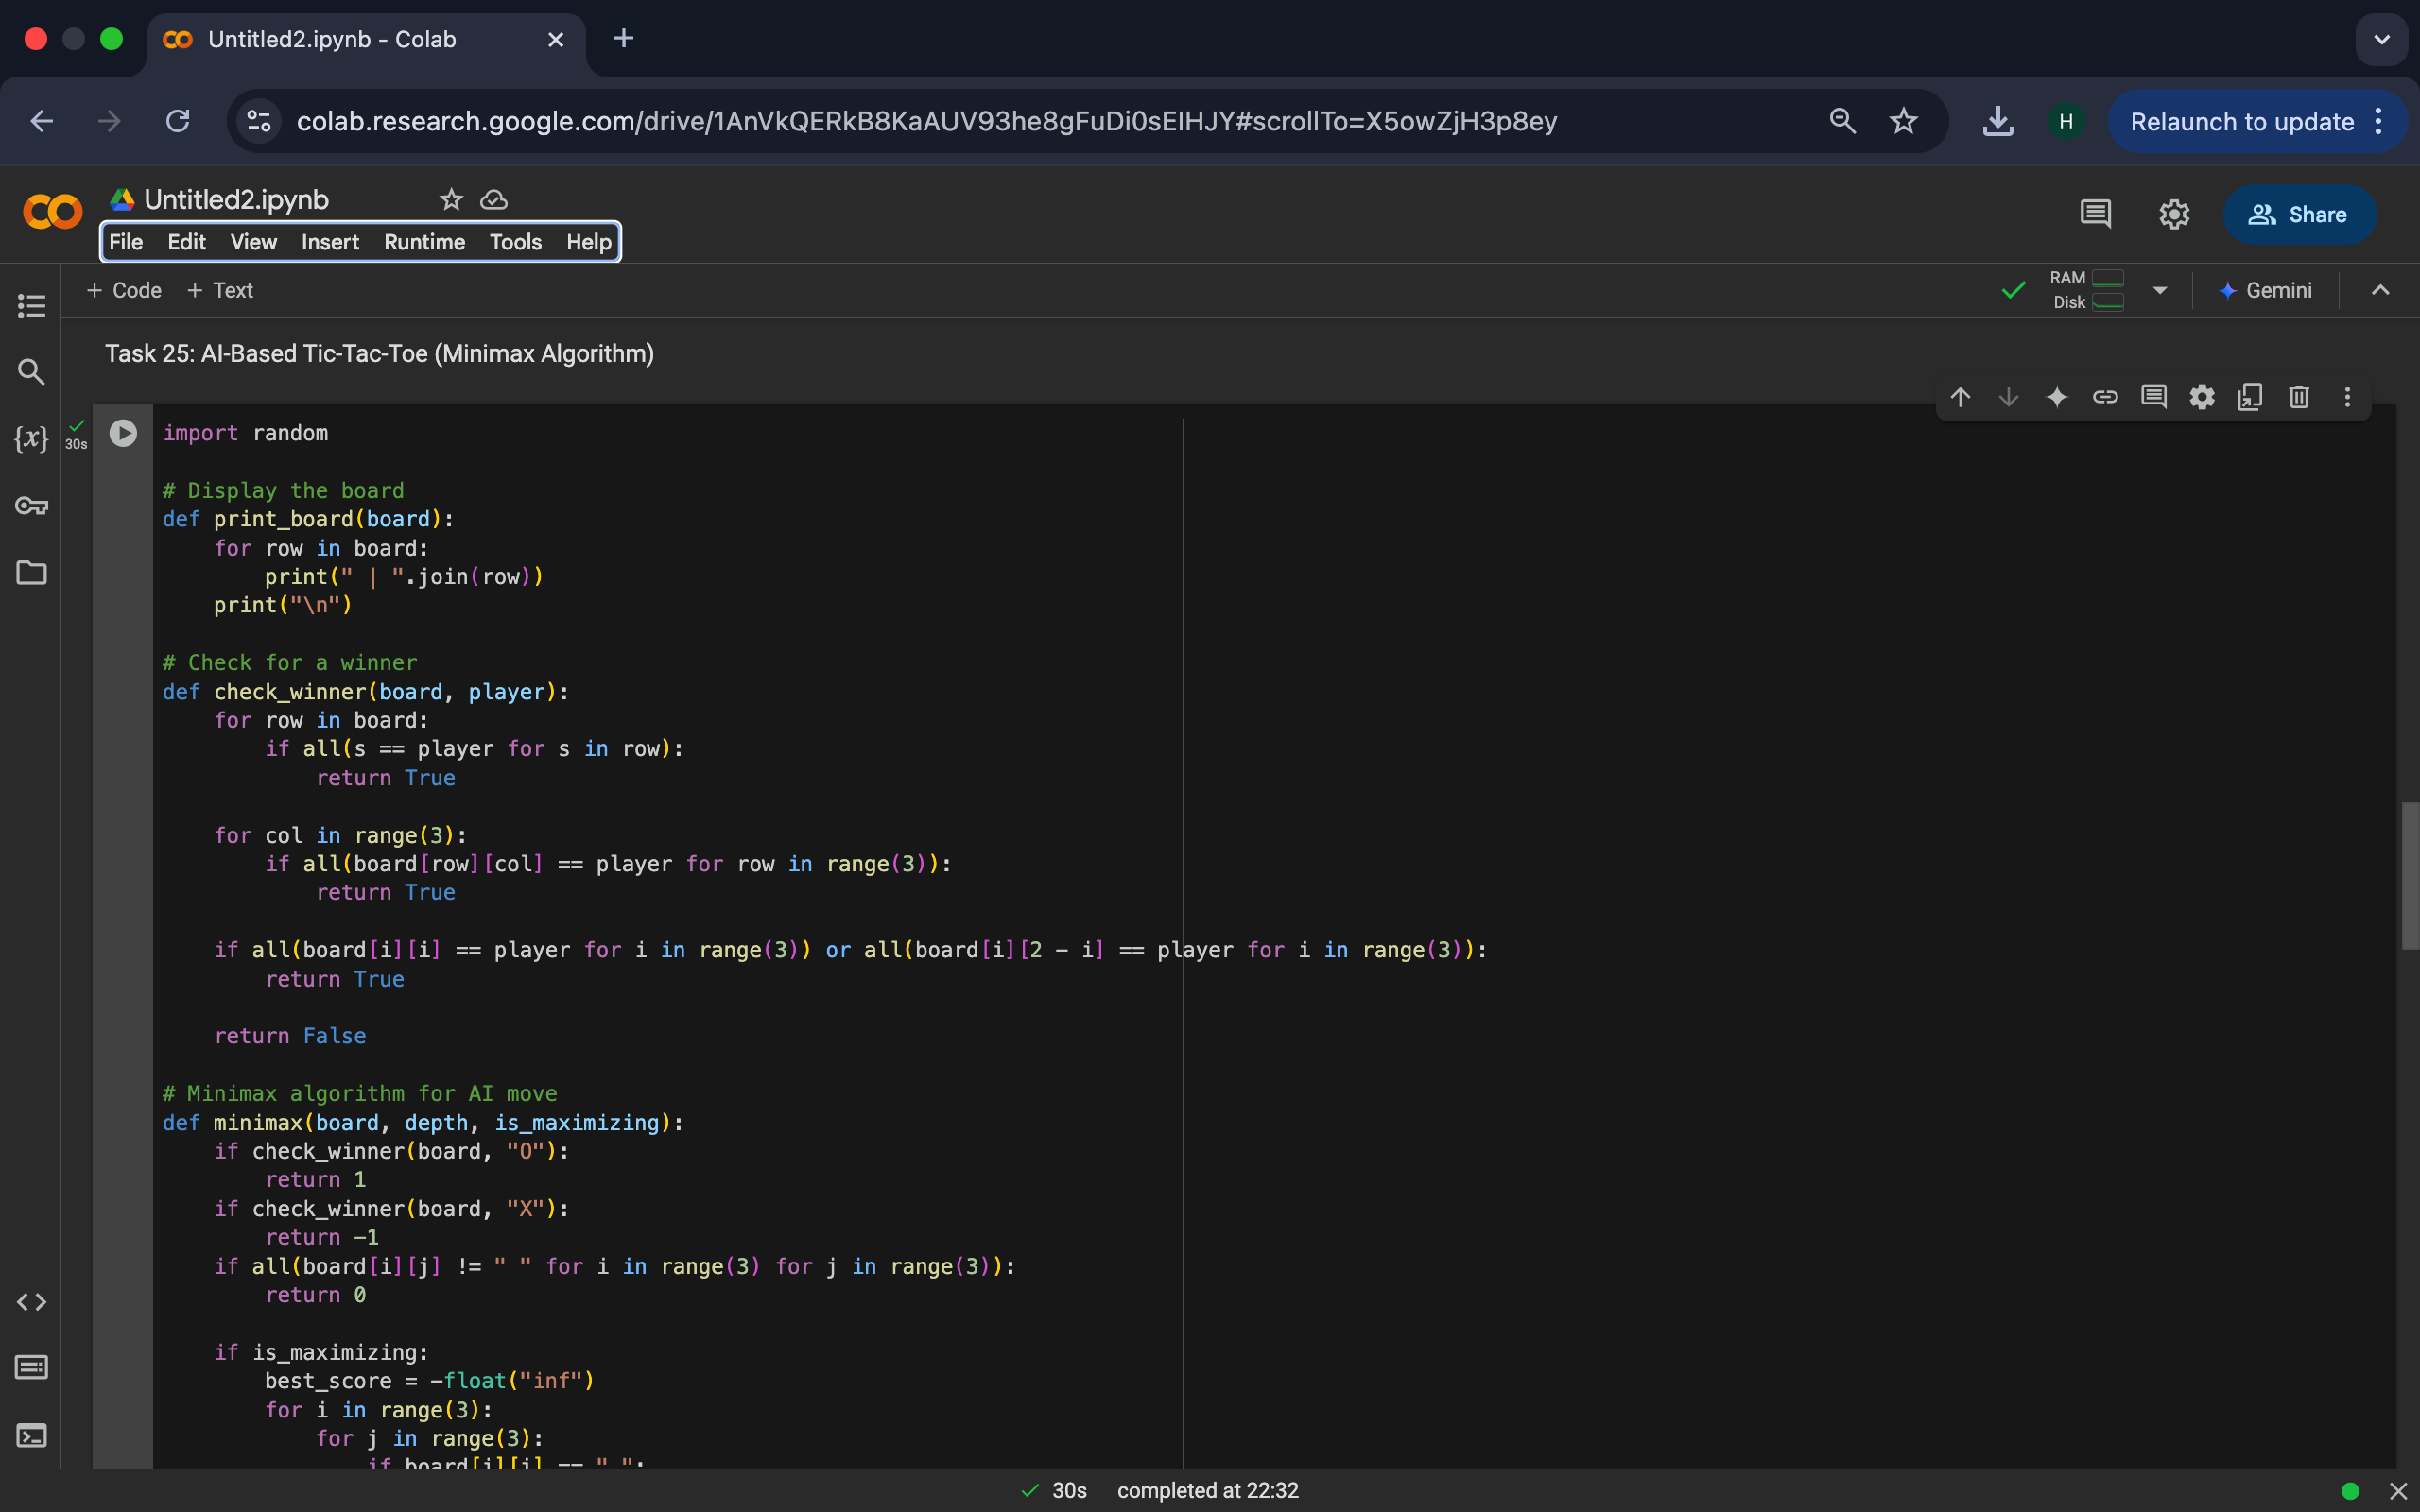 Untitled2.ipynb - Colab
colab.research.google.com/drive/1AnVkQERkB8KaAUV93he8gFuDi0sEIHJY#scrollTo=X5owZjH3p8ey
H
Relaunch to update
Untitled2.ipynb
File Edit View Insert Runtime Tools Help
Share
+ Code + Text
RAM
Disk
Gemini
Task 25: AI-Based Tic-Tac-Toe (Minimax Algorithm)
{x}
30s
import random
# Display the board
def print_board(board):
    for row in board:
        print(" | ".join(row))
    print("\n")
# Check for a winner
def check_winner(board, player):
    for row in board:
        if all(s == player for s in row):
            return True
    for col in range(3):
        if all(board[row][col] == player for row in range(3)):
            return True
    if all(board[i][i] == player for i in range(3)) or all(board[i][2 - i] == player for i in range(3)):
        return True
    return False
# Minimax algorithm for AI move
def minimax(board, depth, is_maximizing):
    if check_winner(board, "O"):
        return 1
    if check_winner(board, "X"):
        return -1
    if all(board[i][j] != " " for i in range(3) for j in range(3)):
        return 0
    if is_maximizing:
        best_score = -float("inf")
        for i in range(3):
            for j in range(3):
                if board[i][j] == " ":
30s completed at 22:32